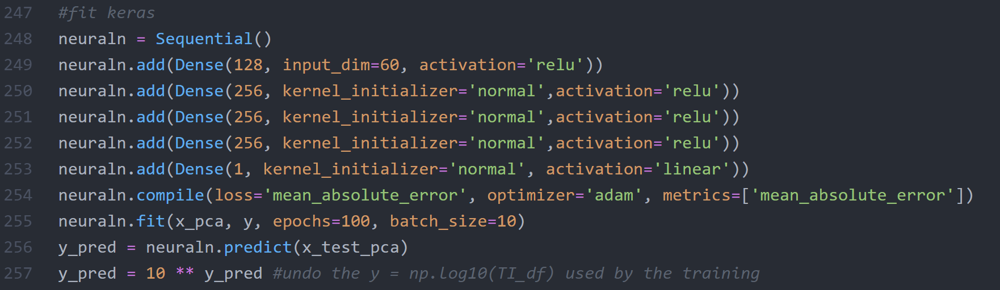 247 #fit keras
248 neuraln = Sequential()
249 neuraln.add(Dense(128, input_dim=60, activation='relu'))
250 neuraln.add(Dense(256, kernel_initializer='normal',activation='relu'))
251 neuraln.add(Dense(256, kernel_initializer='normal',activation='relu'))
252 neuraln.add(Dense(256, kernel_initializer='normal',activation='relu'))
253 neuraln.add(Dense(1, kernel_initializer='normal', activation='linear'))
254 neuraln.compile(loss='mean_absolute_error', optimizer='adam', metrics=['mean_absolute_error'])
255 neuraln.fit(x_pca, y, epochs=100, batch_size=10)
256 y_pred = neuraln.predict(x_test_pca)
257 y_pred = 10 ** y_pred #undo the y = np.log10(TI_df) used by the training